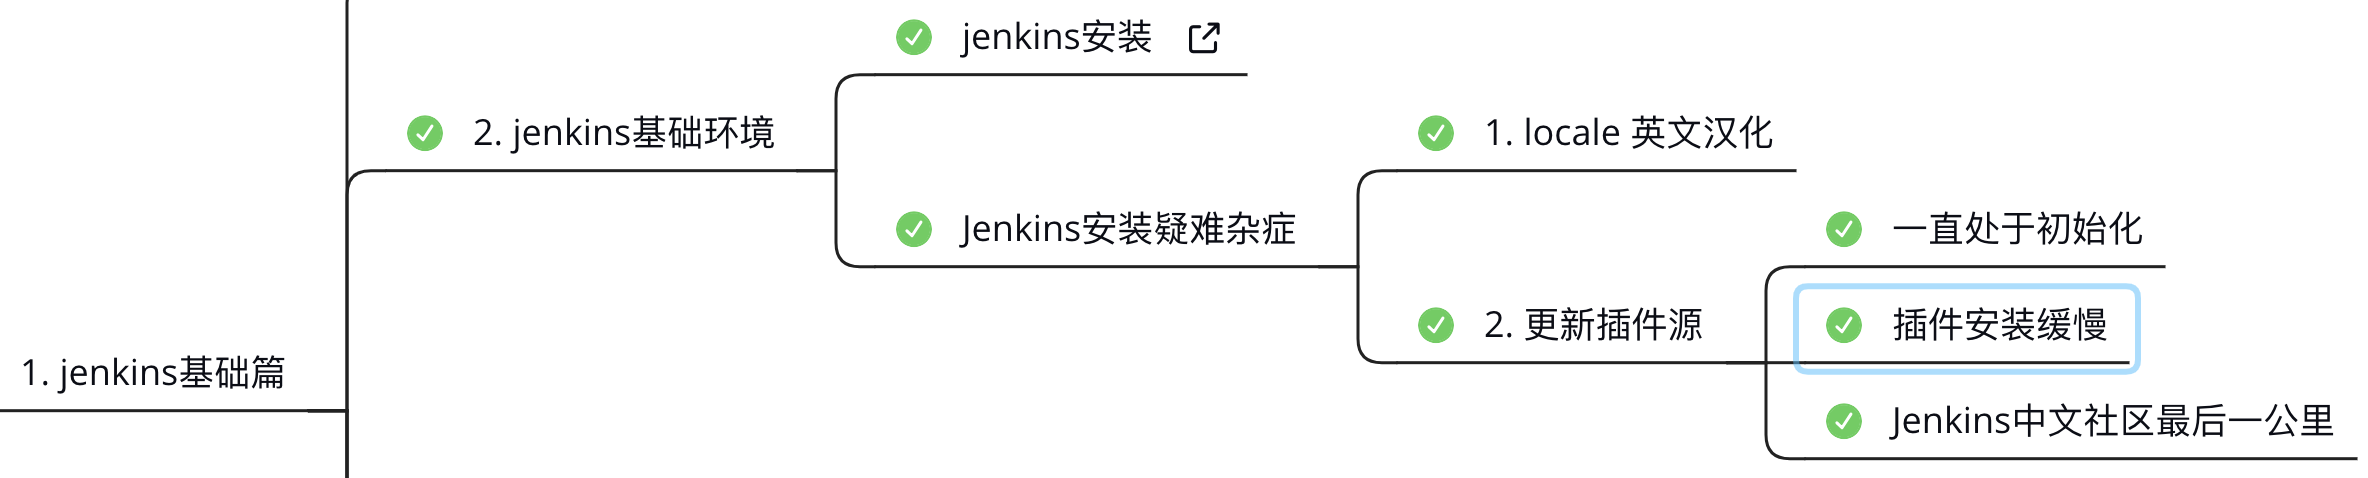 jenkins安装
2. jenkins基础环境
1. locale 英文汉化
Jenkins安装疑难杂症
一直处于初始化
2. 更新插件源
插件安装缓慢
1. jenkins基础篇
Jenkins中文社区最后一公里